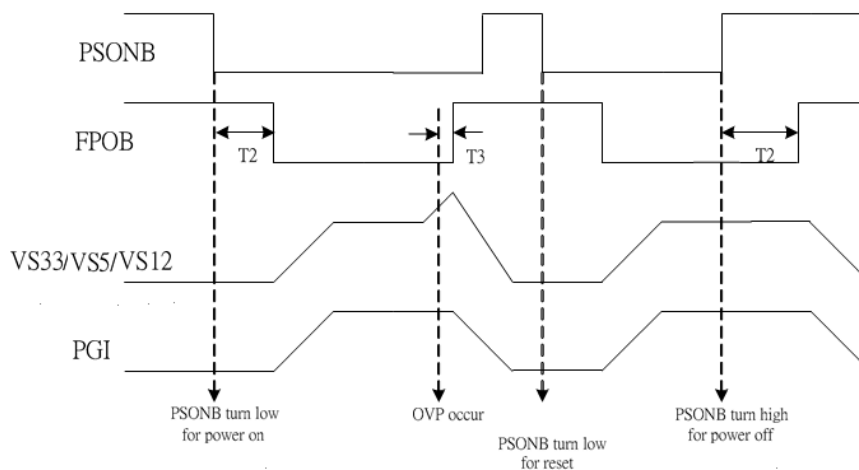 PSONB
FPOB
T2
T3
T2
VS33/VS5/VS12
PGI
PSONB turn low
for power on
OVP occur
PSONB turn low
for reset
PSONB turn high
for power off